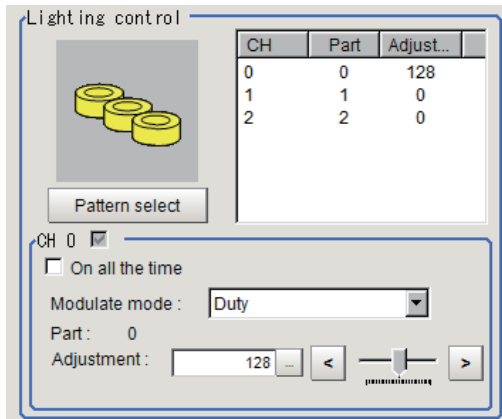 Lighting control
CH Part Adjust...
0 0 128
1 1 0
2 2 0
Pattern select
CH 0
On all the time
Modulate mode : Duty
Part : 0
Adjustment : 128 ... < >